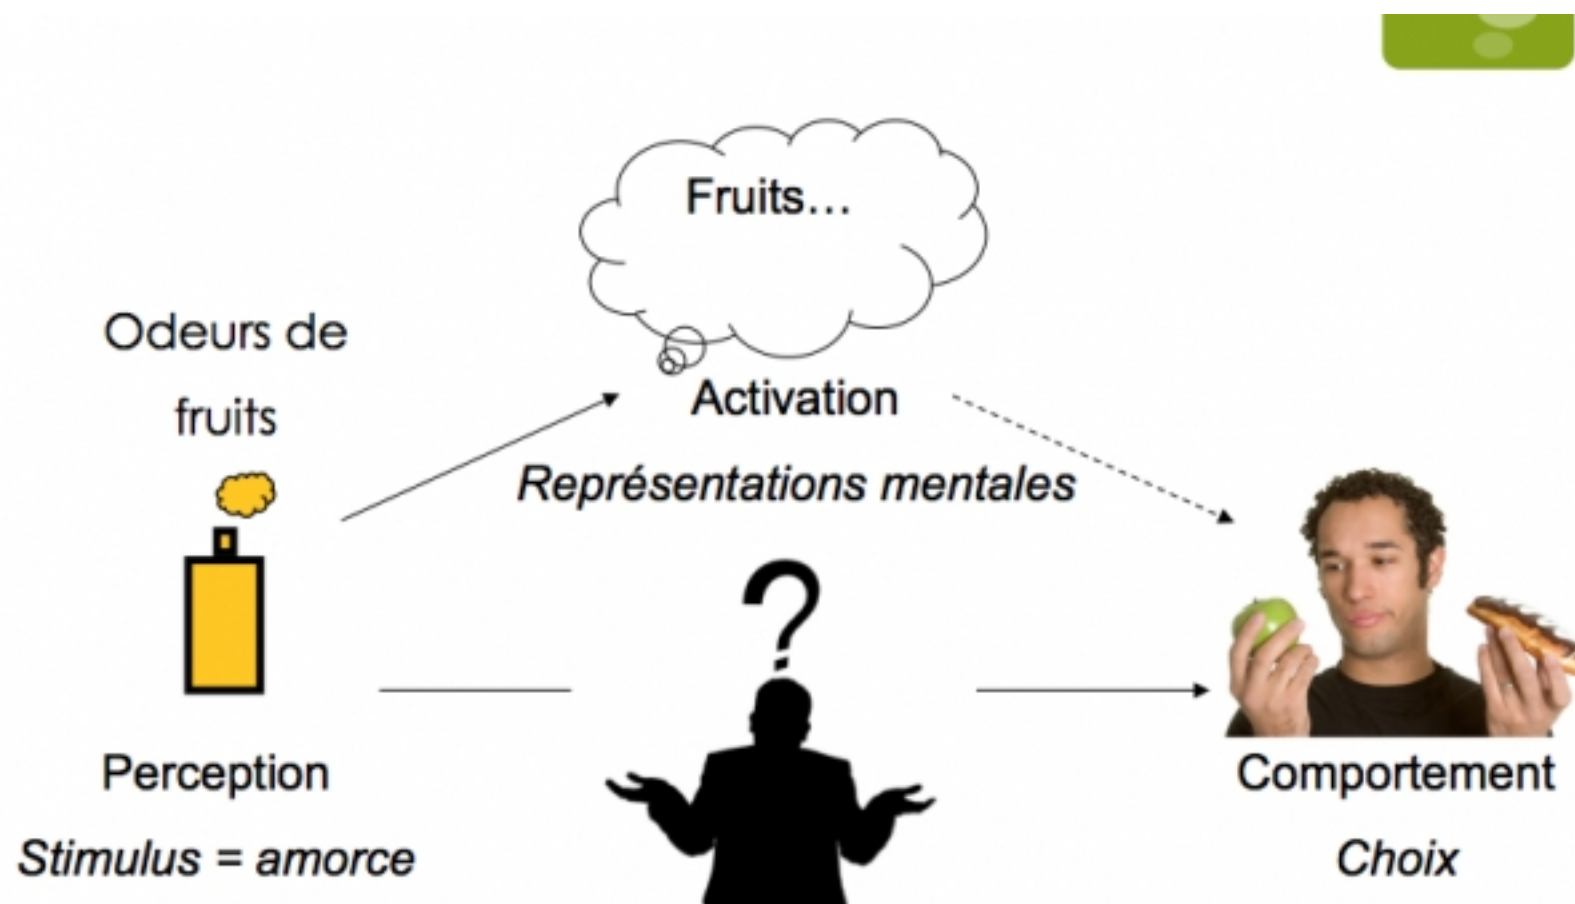 Fruits...
Odeurs de
fruits
Activation
Représentations mentales
?
Perception
Comportement
Stimulus = amorce
Choix